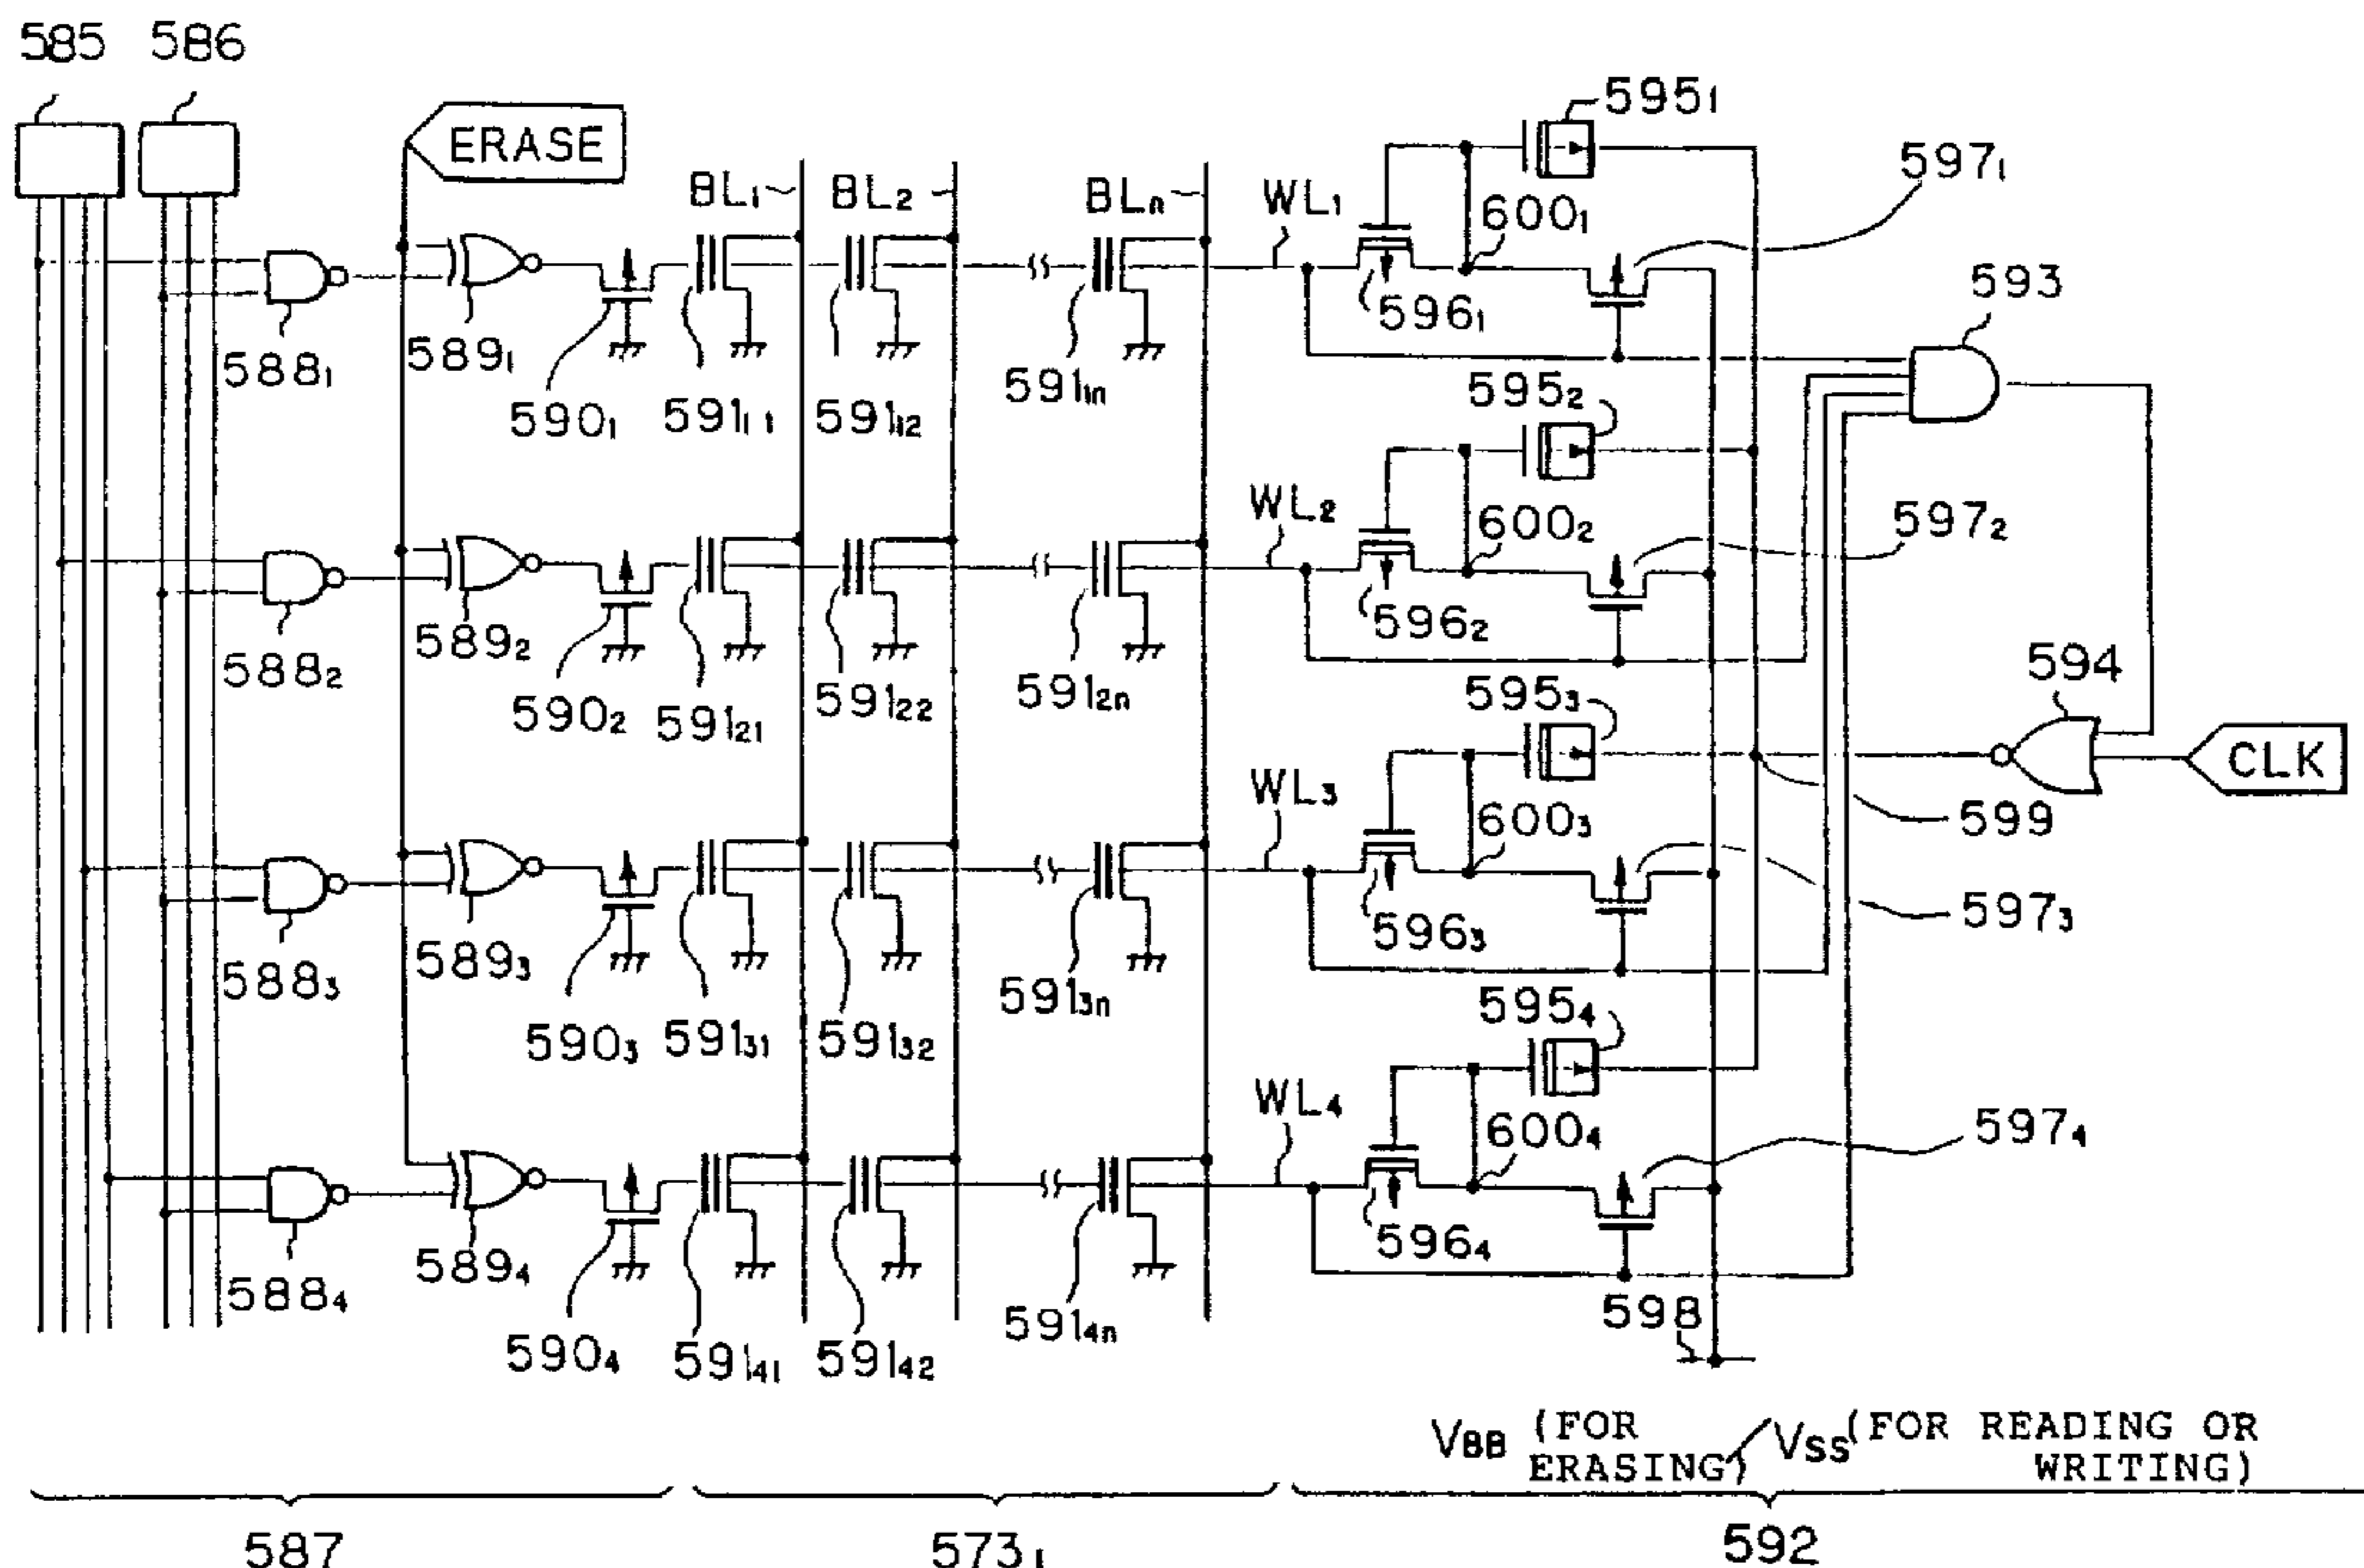 585 586
ERASE
BL₁ BL₂ BLₙ WL₁
595₁
597₁
600₁
593
596₁
588₁ 589₁
590₁ 591₁₁ 591₁₂ 591₁ₙ
595₂
WL₂
600₂
597₂
596₂
588₂ 589₂
590₂ 591₂₁ 591₂₂ 591₂ₙ
595₃
594
CLK
WL₃
600₃
599
597₃
596₃
588₃ 589₃
590₃ 591₃₁ 591₃₂ 591₃ₙ
595₄
WL₄
600₄
597₄
596₄
588₄ 589₄
590₄ 591₄₁ 591₄₂ 591₄ₙ
598
VBB (FOR ERASING) / VSS (FOR READING OR WRITING)
587 573₁ 592